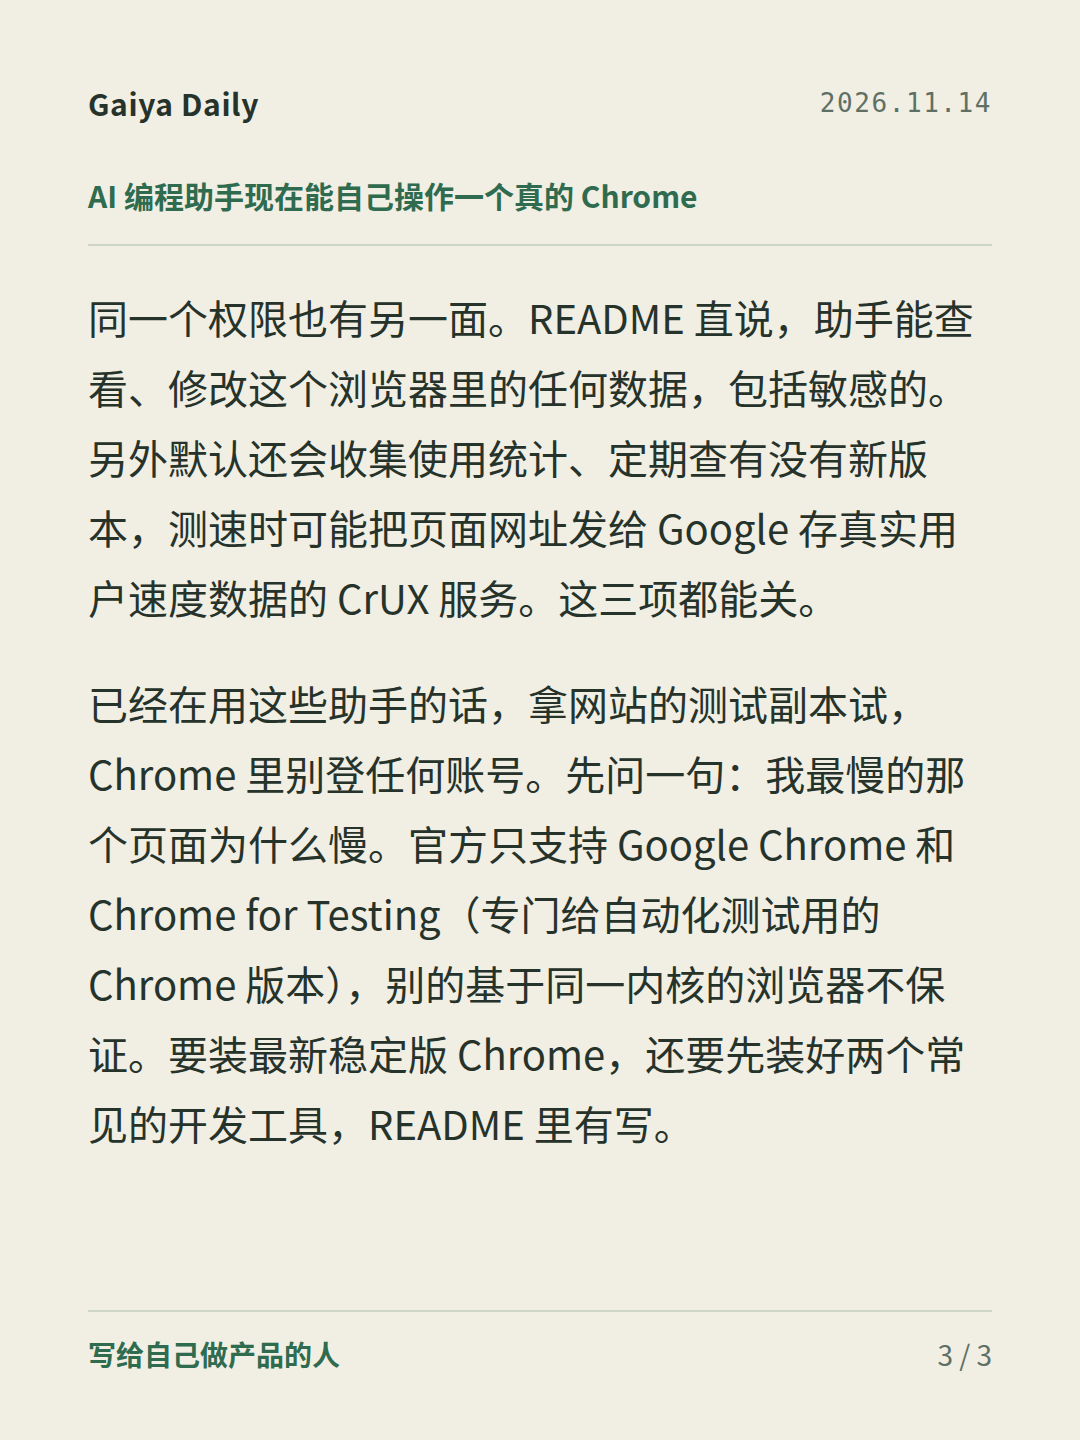 Gaiya Daily
2026.11.14
AI 编程助手现在能自己操作一个真的 Chrome
同一个权限也有另一面。README 直说，助手能查
看、修改这个浏览器里的任何数据，包括敏感的。
另外默认还会收集使用统计、定期查有没有新版
本，测速时可能把页面网址发给 Google 存真实用
户速度数据的 CrUX 服务。这三项都能关。
已经在用这些助手的话，拿网站的测试副本试，
Chrome 里别登任何账号。先问一句：我最慢的那
个页面为什么慢。官方只支持 Google Chrome 和
Chrome for Testing（专门给自动化测试用的
Chrome 版本），别的基于同一内核的浏览器不保
证。要装最新稳定版 Chrome，还要先装好两个常
见的开发工具，README 里有写。
写给自己做产品的人
3 / 3